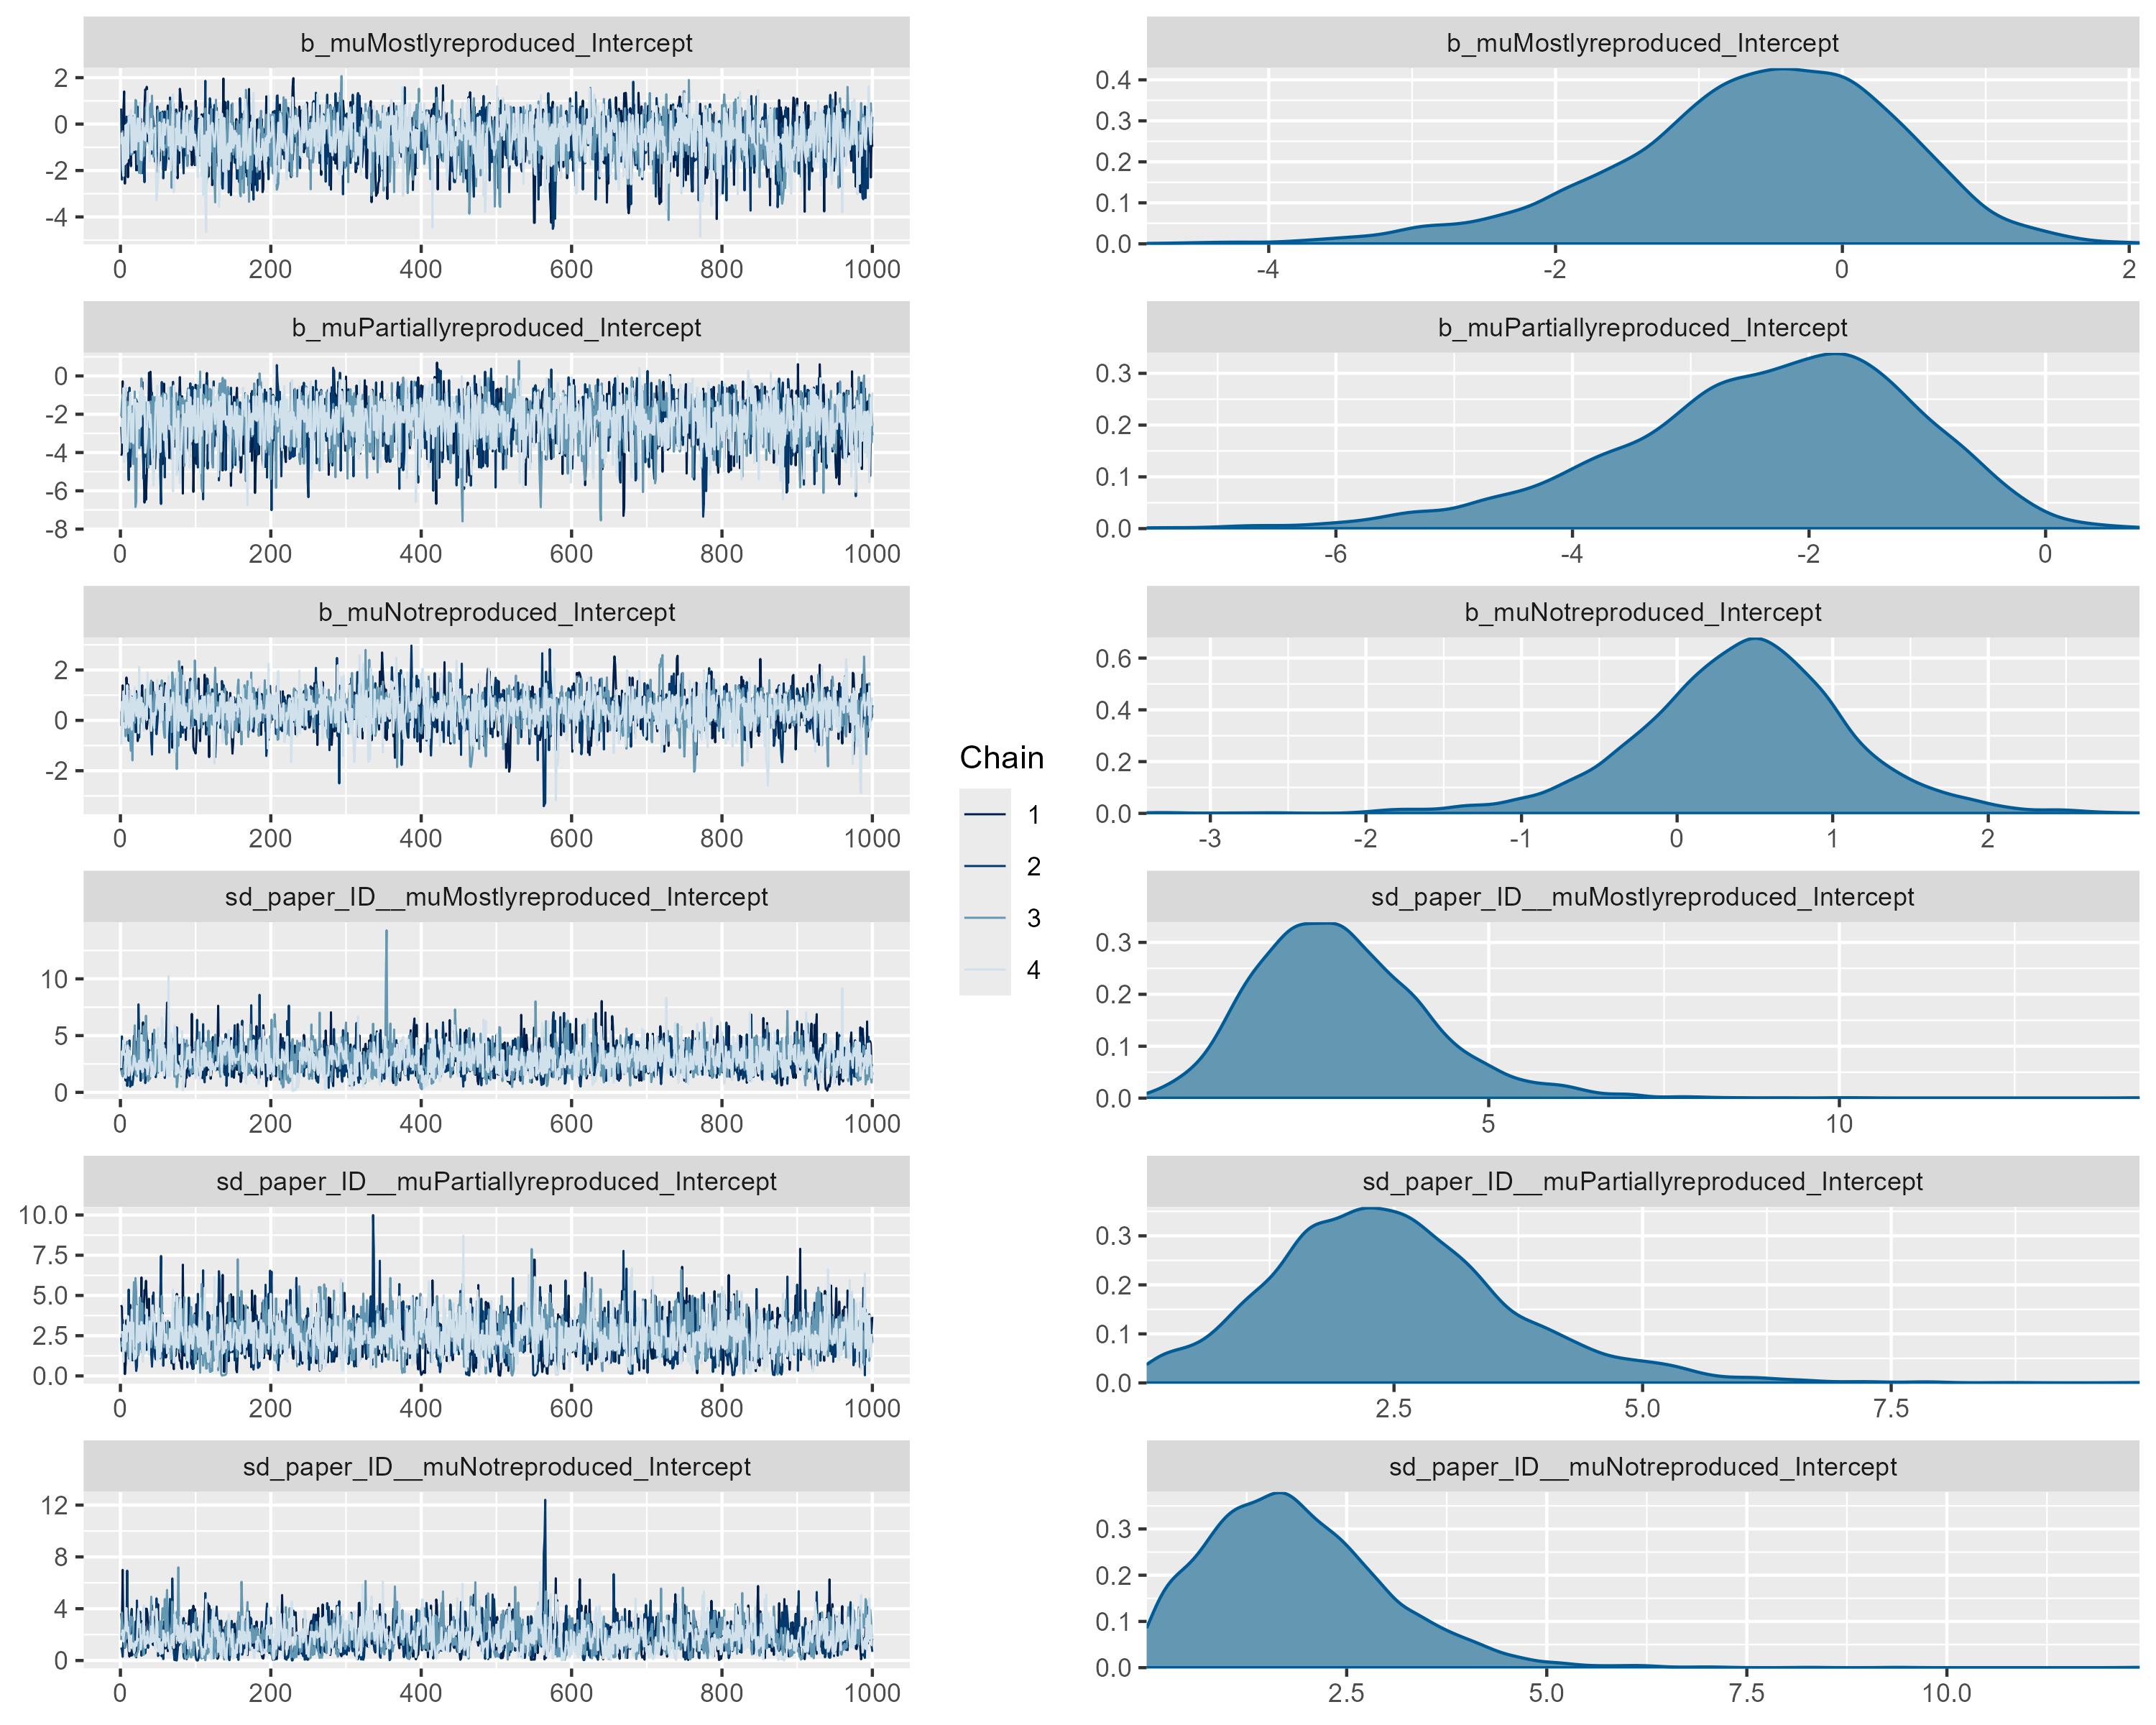 b_muMostlyreproduced_Intercept
2
0
-2
-4
0 200 400 600 800 1000
b_muPartiallyreproduced_Intercept
0
-2
-4
-6
-8
0 200 400 600 800 1000
b_muNotreproduced_Intercept
2
0
-2
0 200 400 600 800 1000
sd_paper_ID__muMostlyreproduced_Intercept
10
5
0
0 200 400 600 800 1000
sd_paper_ID__muPartiallyreproduced_Intercept
10.0
7.5
5.0
2.5
0.0
0 200 400 600 800 1000
sd_paper_ID__muNotreproduced_Intercept
12
8
4
0
0 200 400 600 800 1000
Chain
1
2
3
4
b_muMostlyreproduced_Intercept
0.4
0.3
0.2
0.1
0.0
-4 -2 0 2
b_muPartiallyreproduced_Intercept
0.3
0.2
0.1
0.0
-6 -4 -2 0
b_muNotreproduced_Intercept
0.6
0.4
0.2
0.0
-3 -2 -1 0 1 2
sd_paper_ID__muMostlyreproduced_Intercept
0.3
0.2
0.1
0.0
5 10
sd_paper_ID__muPartiallyreproduced_Intercept
0.3
0.2
0.1
0.0
2.5 5.0 7.5
sd_paper_ID__muNotreproduced_Intercept
0.3
0.2
0.1
0.0
2.5 5.0 7.5 10.0